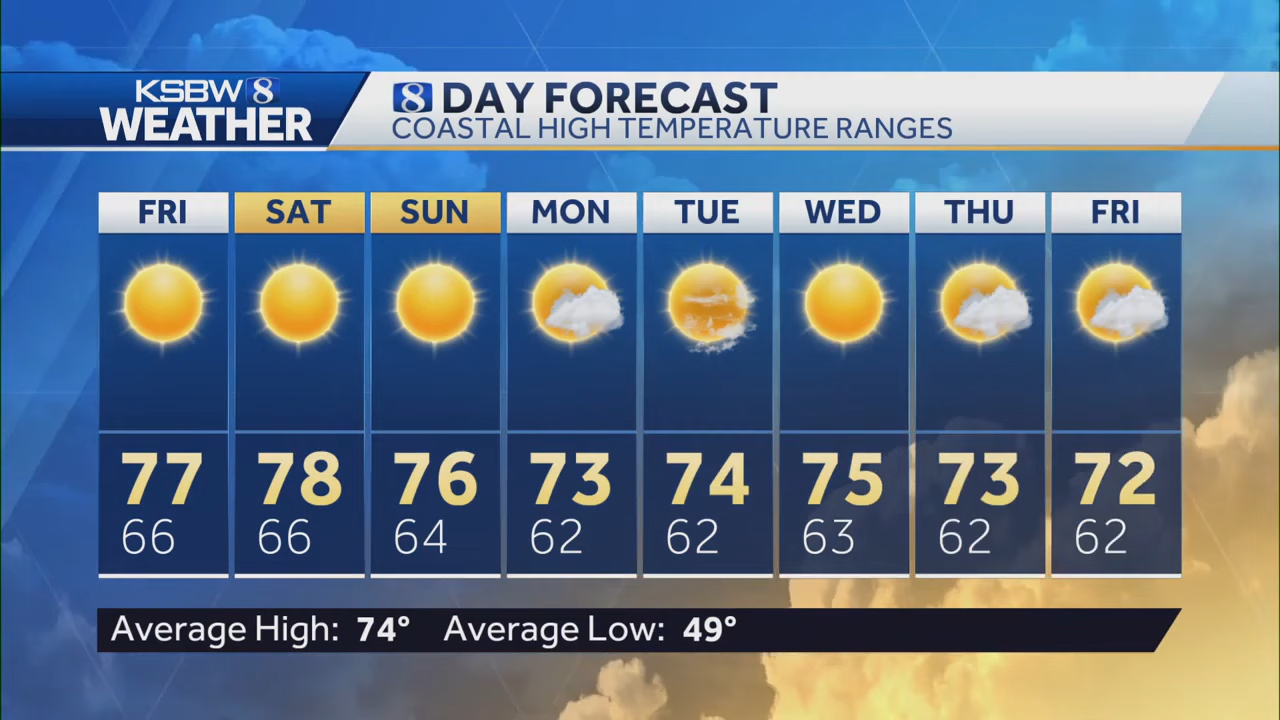 KSBW 8
WEATHER
8 DAY FORECAST
COASTAL HIGH TEMPERATURE RANGES
FRI SAT SUN MON TUE WED THU FRI
77 78 76 73 74 75 73 72
66 66 64 62 62 63 62 62
Average High: 74° Average Low: 49°